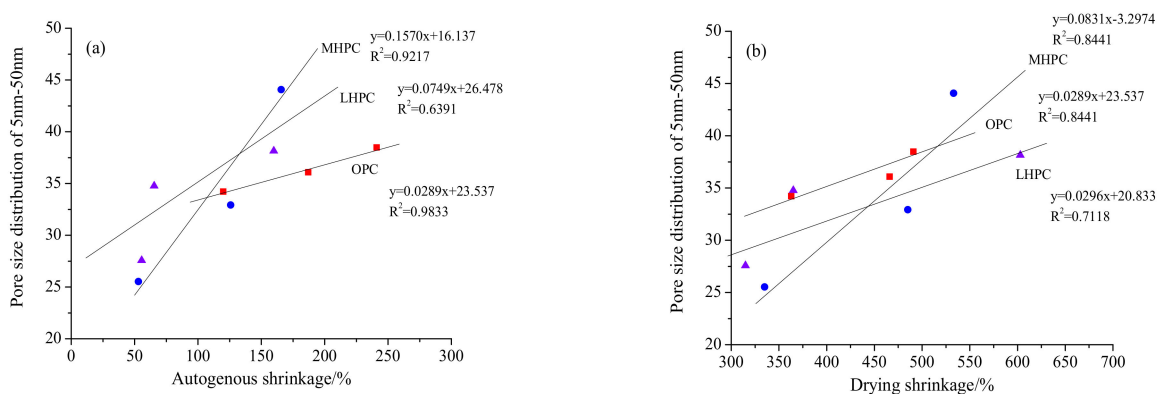 (a)
MHPC
y=0.1570x+16.137
R²=0.9217
LHPC
y=0.0749x+26.478
R²=0.6391
OPC
y=0.0289x+23.537
R²=0.9833
Pore size distribution of 5nm-50nm
50
45
40
35
30
25
20
0 50 100 150 200 250 300
Autogenous shrinkage/%
(b)
y=0.0831x-3.2974
R²=0.8441
MHPC
y=0.0289x+23.537
R²=0.8441
OPC
LHPC
y=0.0296x+20.833
R²=0.7118
Pore size distribution of 5nm-50nm
50
45
40
35
30
25
20
300 350 400 450 500 550 600 650 700
Drying shrinkage/%